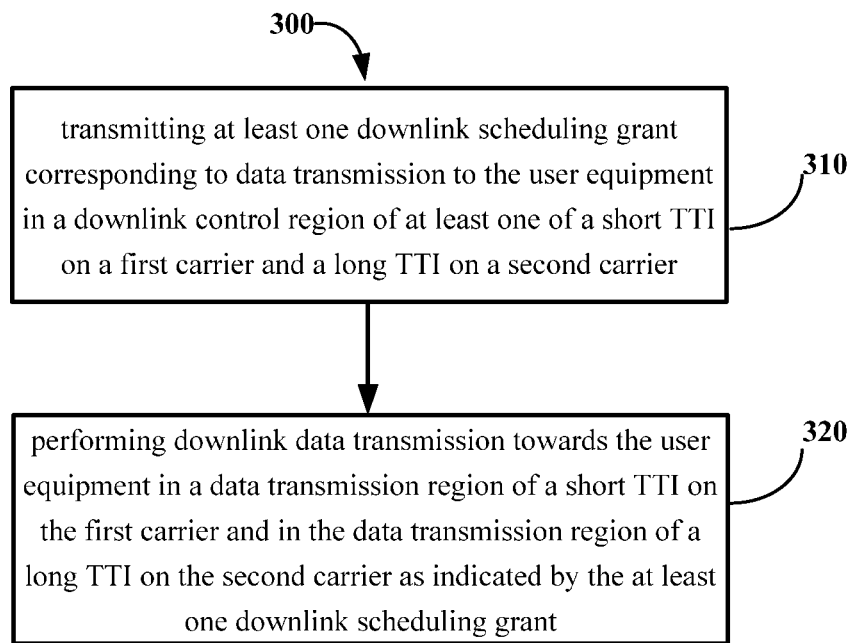 300
transmitting at least one downlink scheduling grant
corresponding to data transmission to the user equipment
in a downlink control region of at least one of a short TTI
on a first carrier and a long TTI on a second carrier
310
performing downlink data transmission towards the user
equipment in a data transmission region of a short TTI on
the first carrier and in the data transmission region of a
long TTI on the second carrier as indicated by the at least
one downlink scheduling grant
320